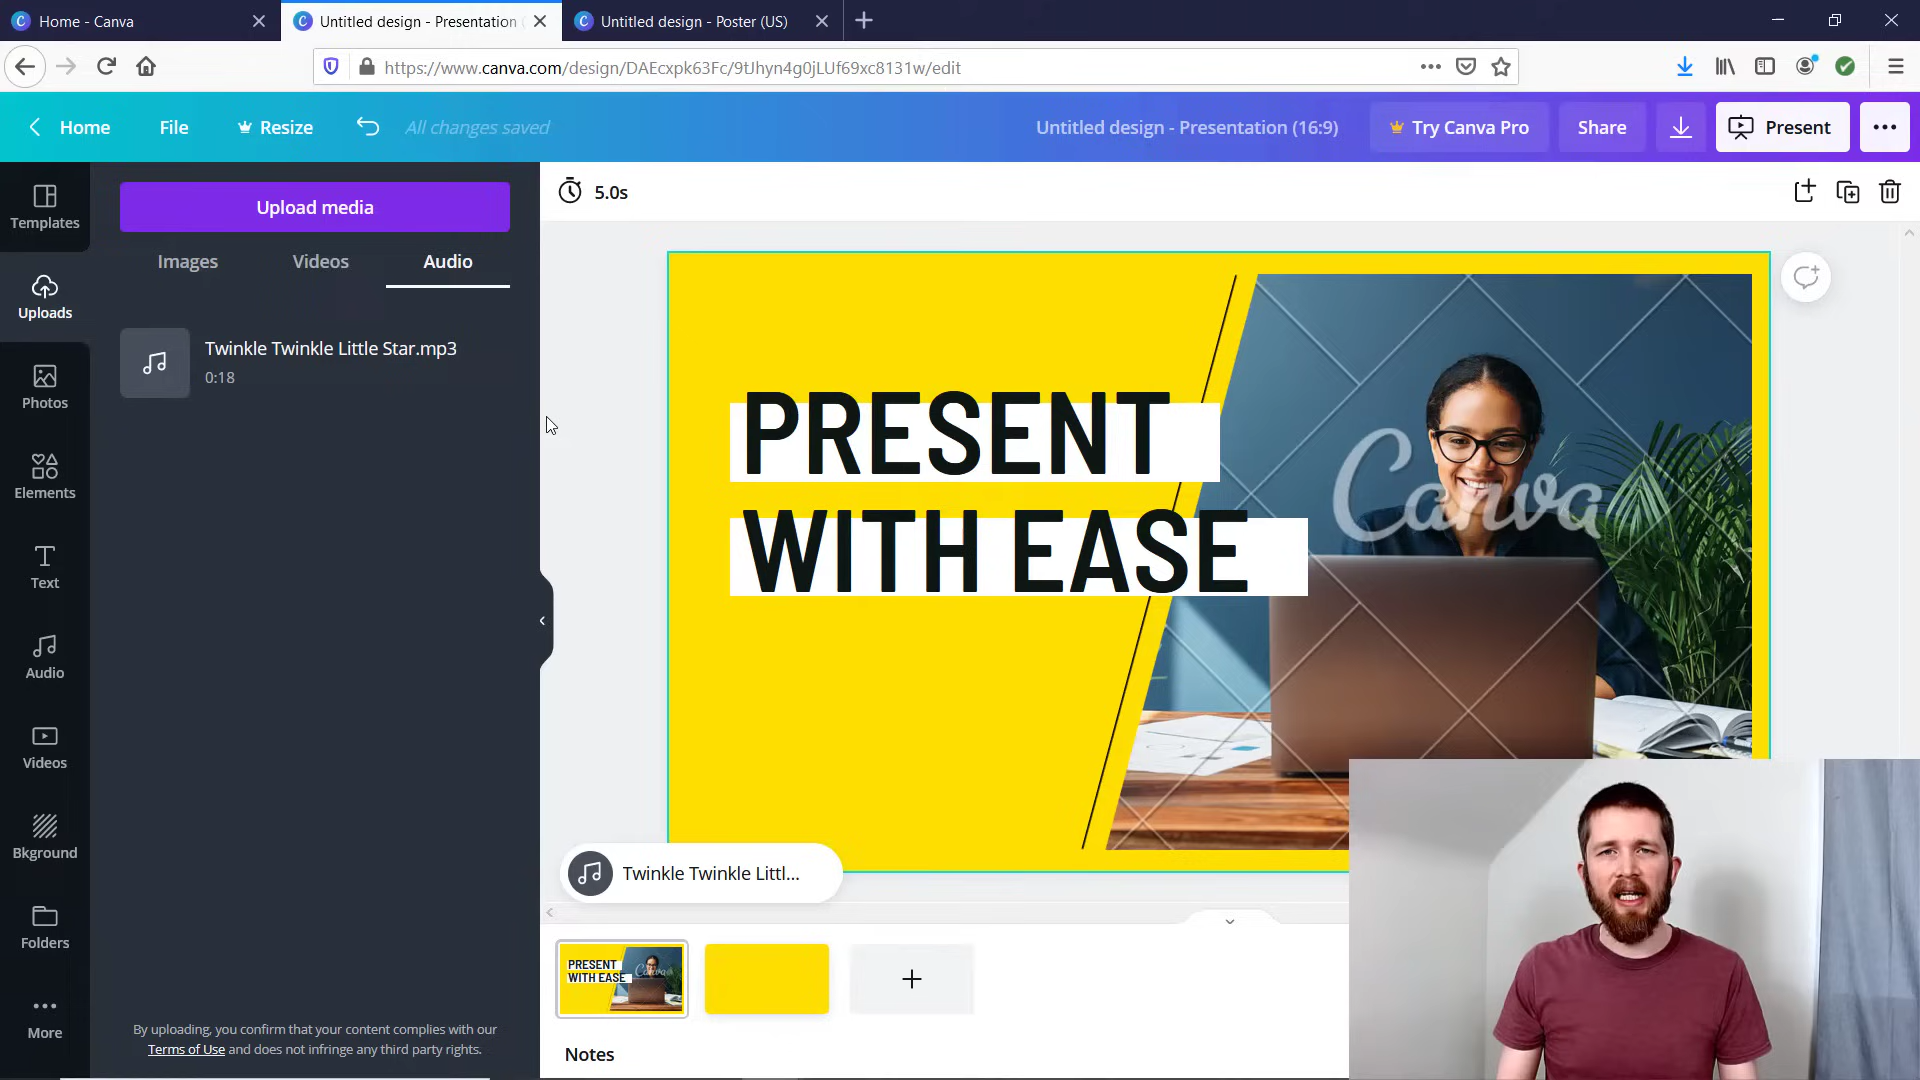 Home - Canva
Untitled design - Presentation (
Untitled design - Poster (US)
https://www.canva.com/design/DAEcxpk63Fc/9tJhyn4g0jLUf69xc8131w/edit
Home
File
Resize
All changes saved
Untitled design - Presentation (16:9)
Try Canva Pro
Share
Present
Templates
Uploads
Photos
Elements
Text
Audio
Videos
Bkground
Folders
More
Upload media
Images
Videos
Audio
Twinkle Twinkle Little Star.mp3
0:18
By uploading, you confirm that your content complies with our
Terms of Use and does not infringe any third party rights.
5.0s
PRESENT
WITH EASE
Canva
Twinkle Twinkle Littl...
PRESENT
WITH EASE
Canva
Notes